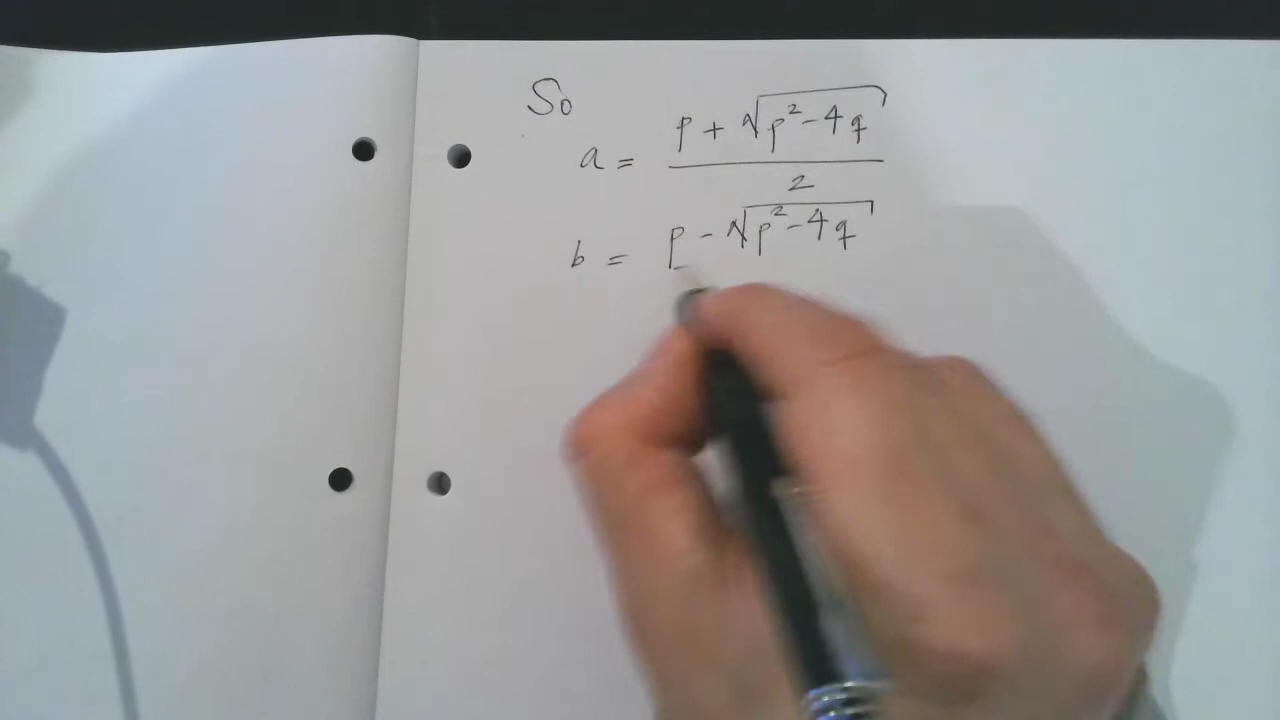 So
a = p + √p² - 4q / 2
b = p - √p² - 4q